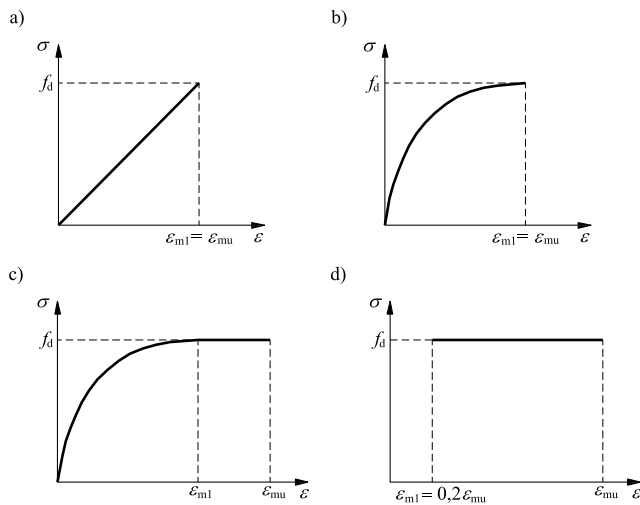 a)
σ
f_d
ε_m1 = ε_mu
ε
b)
σ
f_d
ε_m1 = ε_mu
ε
c)
σ
f_d
ε_m1
ε_mu
ε
d)
σ
f_d
ε_m1 = 0,2ε_mu
ε_mu
ε